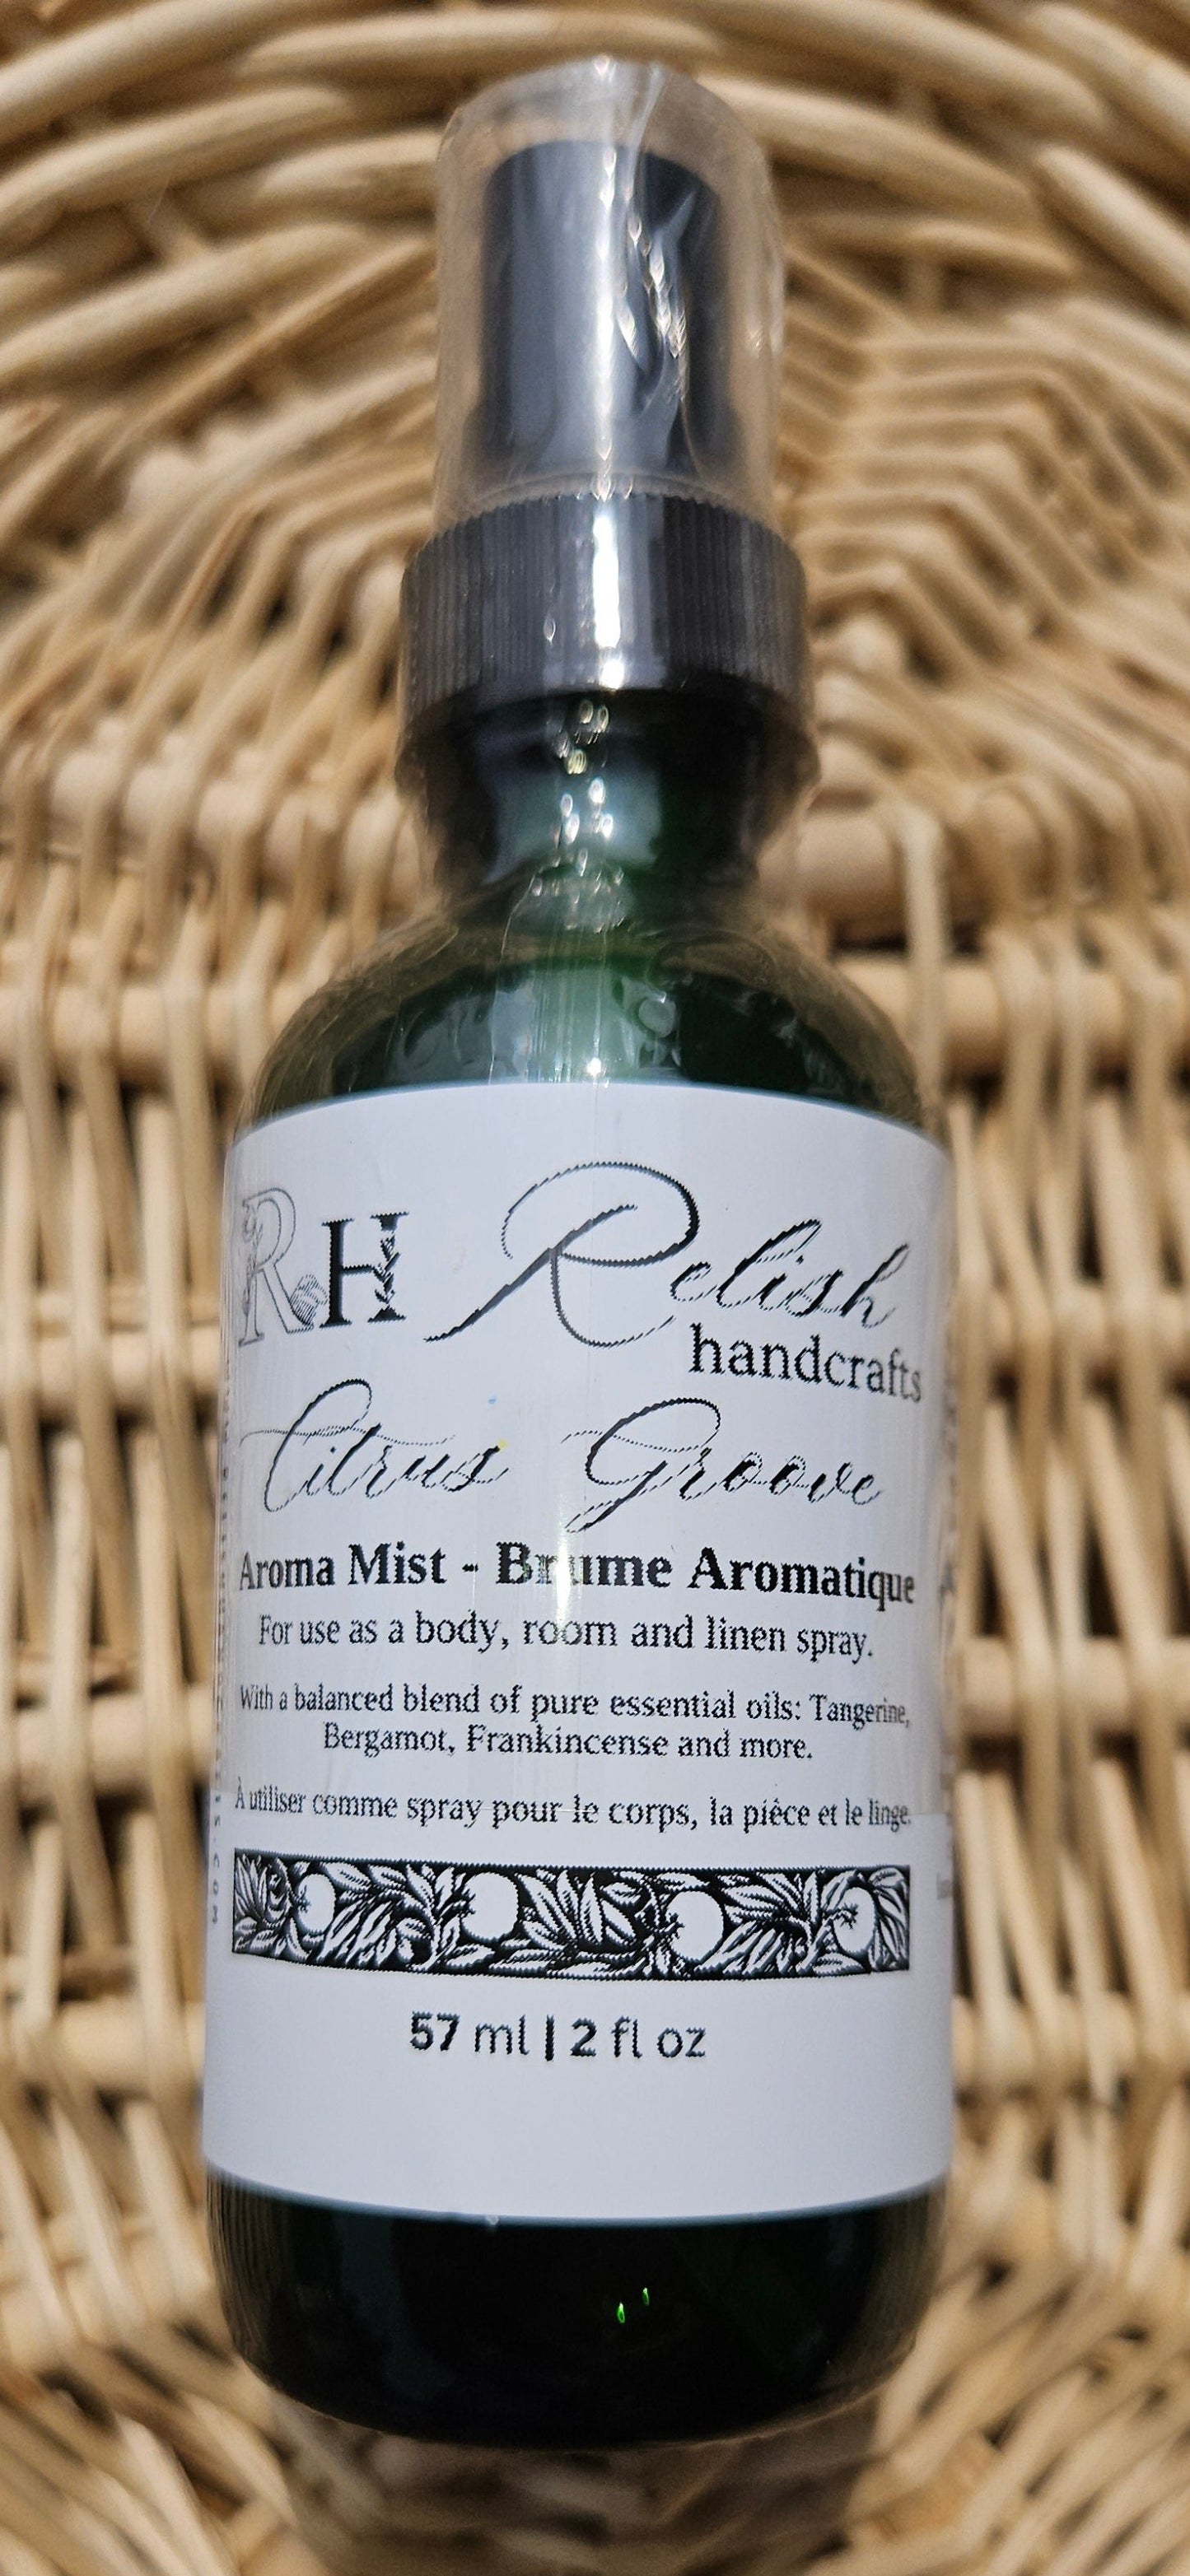 RH Relish
handcrafts
Citrus Groove
Aroma Mist - Brume Aromatique
For use as a body, room and linen spray.
With a balanced blend of pure essential oils: Tangerine,
Bergamot, Frankincense and more.
À utiliser comme spray pour le corps, la pièce et le linge.
57 ml | 2 fl oz